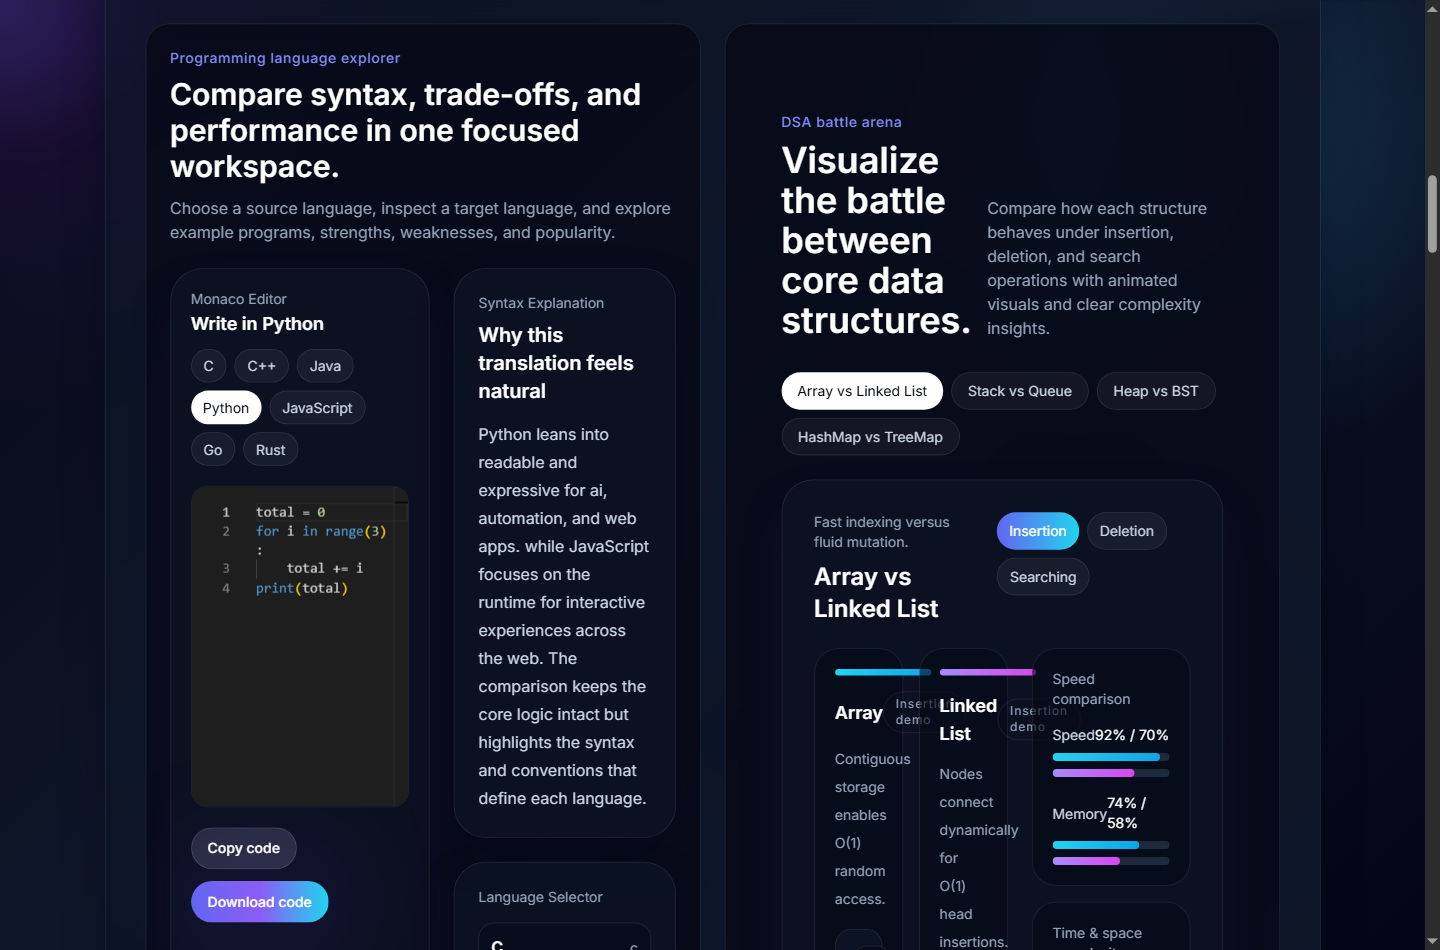 Programming language explorer
Compare syntax, trade-offs, and
performance in one focused
workspace.
Choose a source language, inspect a target language, and explore
example programs, strengths, weaknesses, and popularity.
Monaco Editor
Write in Python
C
C++
Java
Python
JavaScript
Go
Rust
1 total = 0
2 for i in range(3)
:
3 total += i
4 print(total)
Copy code
Download code
Syntax Explanation
Why this
translation feels
natural
Python leans into
readable and
expressive for ai,
automation, and web
apps. while JavaScript
focuses on the
runtime for interactive
experiences across
the web. The
comparison keeps the
core logic intact but
highlights the syntax
and conventions that
define each language.
Language Selector
C
C
DSA battle arena
Visualize
the battle
between
core data
structures.
Compare how each structure
behaves under insertion,
deletion, and search
operations with animated
visuals and clear complexity
insights.
Array vs Linked List
Stack vs Queue
Heap vs BST
HashMap vs TreeMap
Fast indexing versus
fluid mutation.
Array vs
Linked List
Insertion
Deletion
Searching
Array
Insertion
demo
Contiguous
storage
enables
O(1)
random
access.
Linked
List
Insertion
demo
Nodes
connect
dynamically
for
O(1)
head
insertions.
Speed
comparison
Speed 92% / 70%
Memory 74% /
58%
Time & space